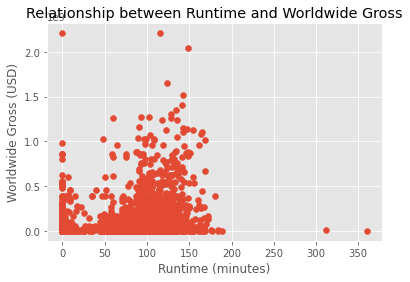 Relationship between Runtime and Worldwide Gross
1e9
2.0
1.5
1.0
0.5
0.0
Worldwide Gross (USD)
0 50 100 150 200 250 300 350
Runtime (minutes)